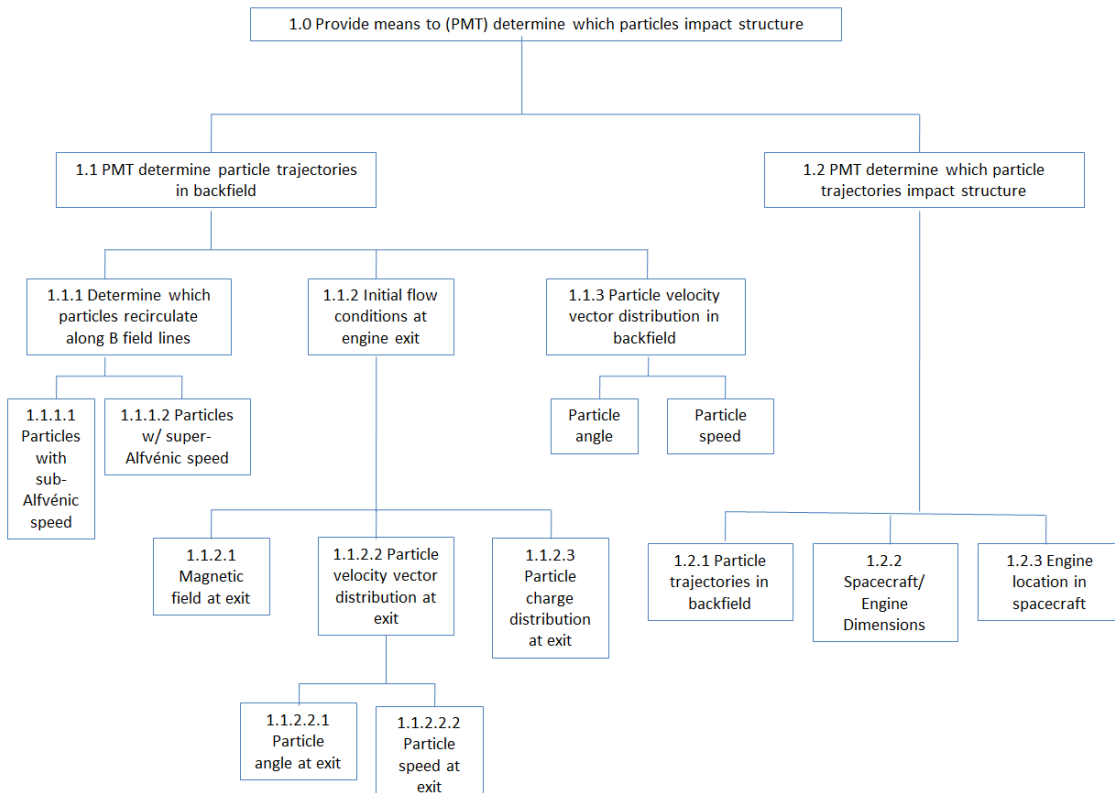 1.0 Provide means to (PMT) determine which particles impact structure
1.1 PMT determine particle trajectories
in backfield
1.2 PMT determine which particle
trajectories impact structure
1.1.1 Determine which
particles recirculate
along B field lines
1.1.2 Initial flow
conditions at
engine exit
1.1.3 Particle velocity
vector distribution in
backfield
1.1.1.1
Particles
with
sub-
Alfvénic
speed
1.1.1.2 Particles
w/ super-
Alfvénic speed
Particle
angle
Particle
speed
1.1.2.1
Magnetic
field at exit
1.1.2.2 Particle
velocity vector
distribution at
exit
1.1.2.3
Particle
charge
distribution
at exit
1.2.1 Particle
trajectories in
backfield
1.2.2
Spacecraft/
Engine
Dimensions
1.2.3 Engine
location in
spacecraft
1.1.2.2.1
Particle
angle at exit
1.1.2.2.2
Particle
speed at
exit